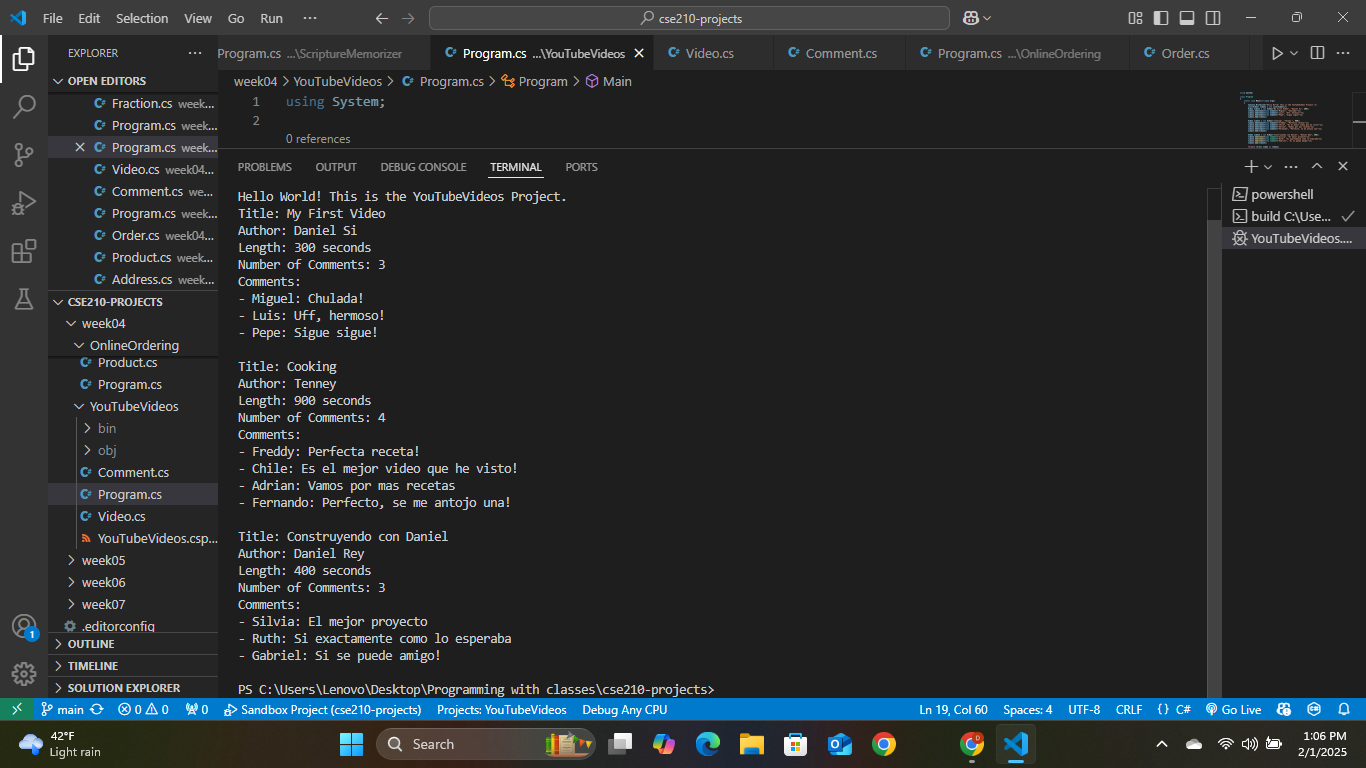 File Edit Selection View Go Run ··· cse210-projects
EXPLORER ···
Program.cs ...\ScriptureMemorizer Program.cs ...\YouTubeVideos Video.cs Comment.cs Program.cs ...\OnlineOrdering Order.cs ···
OPEN EDITORS
Fraction.cs week...
Program.cs week...
Program.cs week...
Video.cs week04...
Comment.cs we...
Program.cs week...
Order.cs week04...
Product.cs week...
Address.cs week...
CSE210-PROJECTS
week04
OnlineOrdering
Product.cs
Program.cs
YouTubeVideos
bin
obj
Comment.cs
Program.cs
Video.cs
YouTubeVideos.csp...
week05
week06
week07
.editorconfig
OUTLINE
TIMELINE
SOLUTION EXPLORER
week04 > YouTubeVideos > Program.cs > Program > Main
1 using System;
2
0 references
PROBLEMS OUTPUT DEBUG CONSOLE TERMINAL PORTS
Hello World! This is the YouTubeVideos Project.
Title: My First Video
Author: Daniel Si
Length: 300 seconds
Number of Comments: 3
Comments:
- Miguel: Chulada!
- Luis: Uff, hermoso!
- Pepe: Sigue sigue!
Title: Cooking
Author: Tenney
Length: 900 seconds
Number of Comments: 4
Comments:
- Freddy: Perfecta receta!
- Chile: Es el mejor video que he visto!
- Adrian: Vamos por mas recetas
- Fernando: Perfecto, se me antojo una!
Title: Construyendo con Daniel
Author: Daniel Rey
Length: 400 seconds
Number of Comments: 3
Comments:
- Silvia: El mejor proyecto
- Ruth: Si exactamente como lo esperaba
- Gabriel: Si se puede amigo!
PS C:\Users\Lenovo\Desktop\Programming with classes\cse210-projects>
powershell
build C:\Use...
YouTubeVideos....
1
main 0 0 0 Sandbox Project (cse210-projects) Projects: YouTubeVideos Debug Any CPU Ln 19, Col 60 Spaces: 4 UTF-8 CRLF {} C# Go Live
42°F
Light rain
Search
1:06 PM
2/1/2025